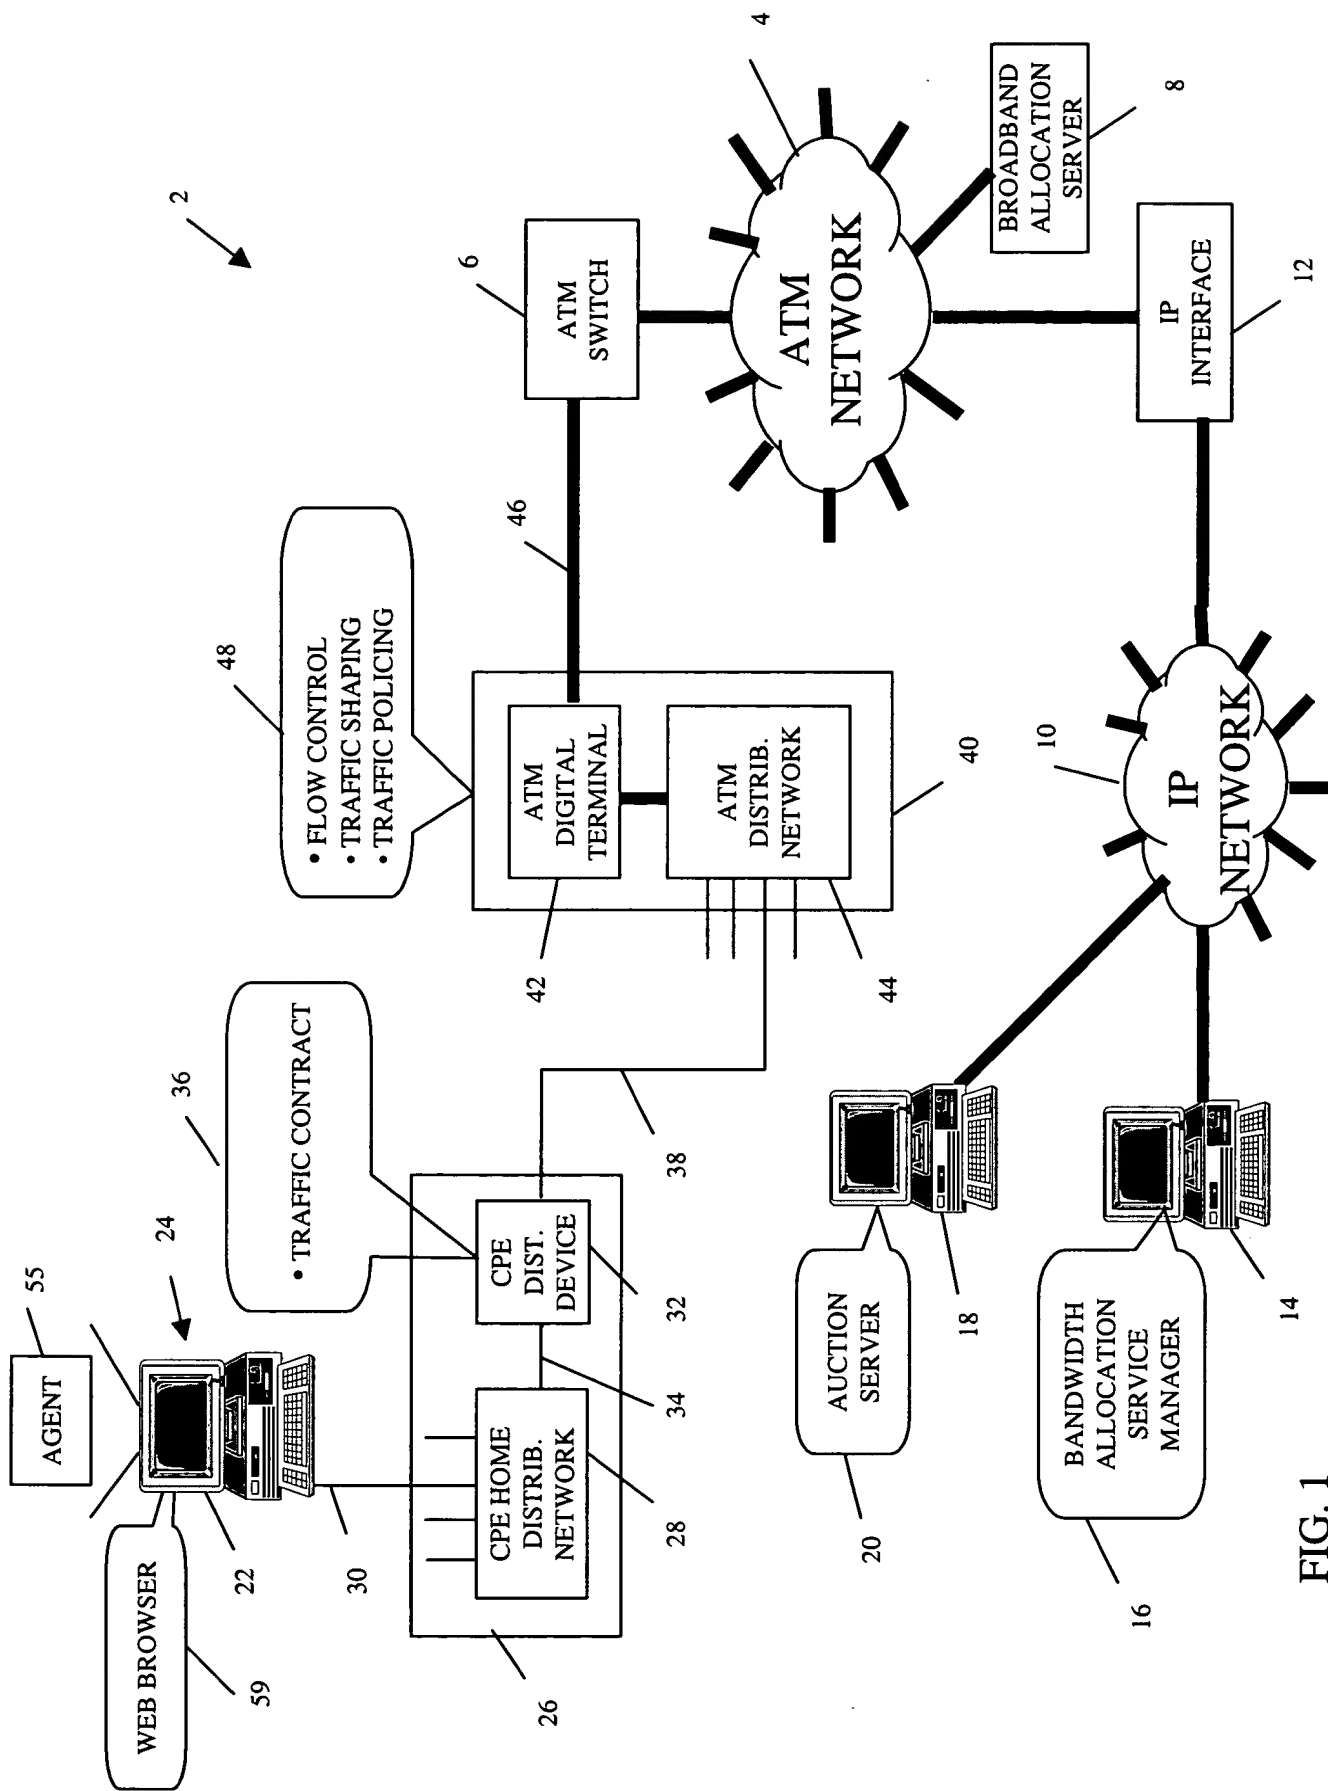 AGENT
55
24
WEB BROWSER
59
22
30
36
• TRAFFIC CONTRACT
CPE HOME
DISTRIB.
NETWORK
28
34
CPE
DIST.
DEVICE
32
26
38
48
• FLOW CONTROL
• TRAFFIC SHAPING
• TRAFFIC POLICING
ATM
DIGITAL
TERMINAL
42
ATM
DISTRIB.
NETWORK
44
40
46
2
6
ATM
SWITCH
4
ATM
NETWORK
BROADBAND
ALLOCATION
SERVER
8
IP
INTERFACE
12
10
IP
NETWORK
AUCTION
SERVER
20
18
BANDWIDTH
ALLOCATION
SERVICE
MANAGER
16
14
FIG. 1